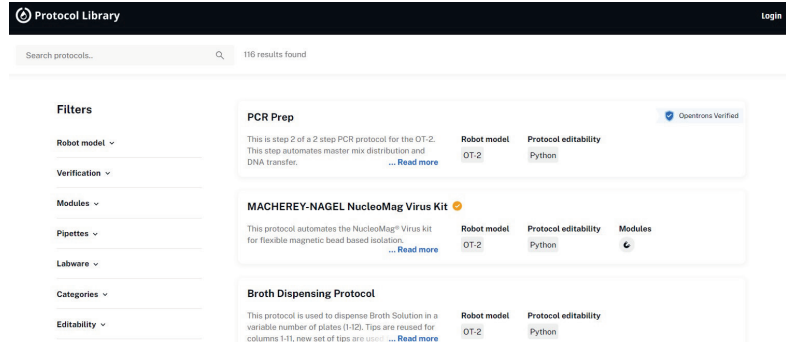 Protocol Library
Login
Search protocols..
116 results found
Filters
Robot model
Verification
Modules
Pipettes
Labware
Categories
Editability
PCR Prep
Opentrons Verified
This is step 2 of a 2 step PCR protocol for the OT-2.
This step automates master mix distribution and
DNA transfer.
... Read more
Robot model
OT-2
Protocol editability
Python
MACHEREY-NAGEL NucleoMag Virus Kit
This protocol automates the NucleoMag® Virus kit
for flexible magnetic bead based isolation.
... Read more
Robot model
OT-2
Protocol editability
Python
Modules
Broth Dispensing Protocol
This protocol is used to dispense Broth Solution in a
variable number of plates (1-12). Tips are reused for
columns 1-11, new set of tips are used ... Read more
Robot model
OT-2
Protocol editability
Python